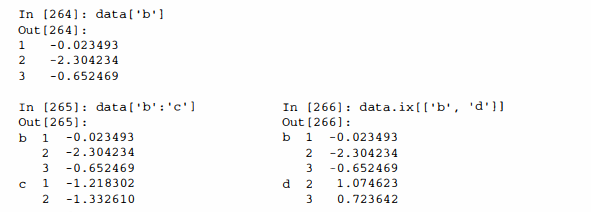 In [264]: data['b']
Out[264]:
1   -0.023493
2   -2.304234
3   -0.652469
In [265]: data['b':'c']
Out[265]:
b  1  -0.023493
   2  -2.304234
   3  -0.652469
c  1  -1.218302
   2  -1.332610
In [266]: data.ix[['b', 'd']]
Out[266]:
b  1  -0.023493
   2  -2.304234
   3  -0.652469
d  2   1.074623
   3   0.723642